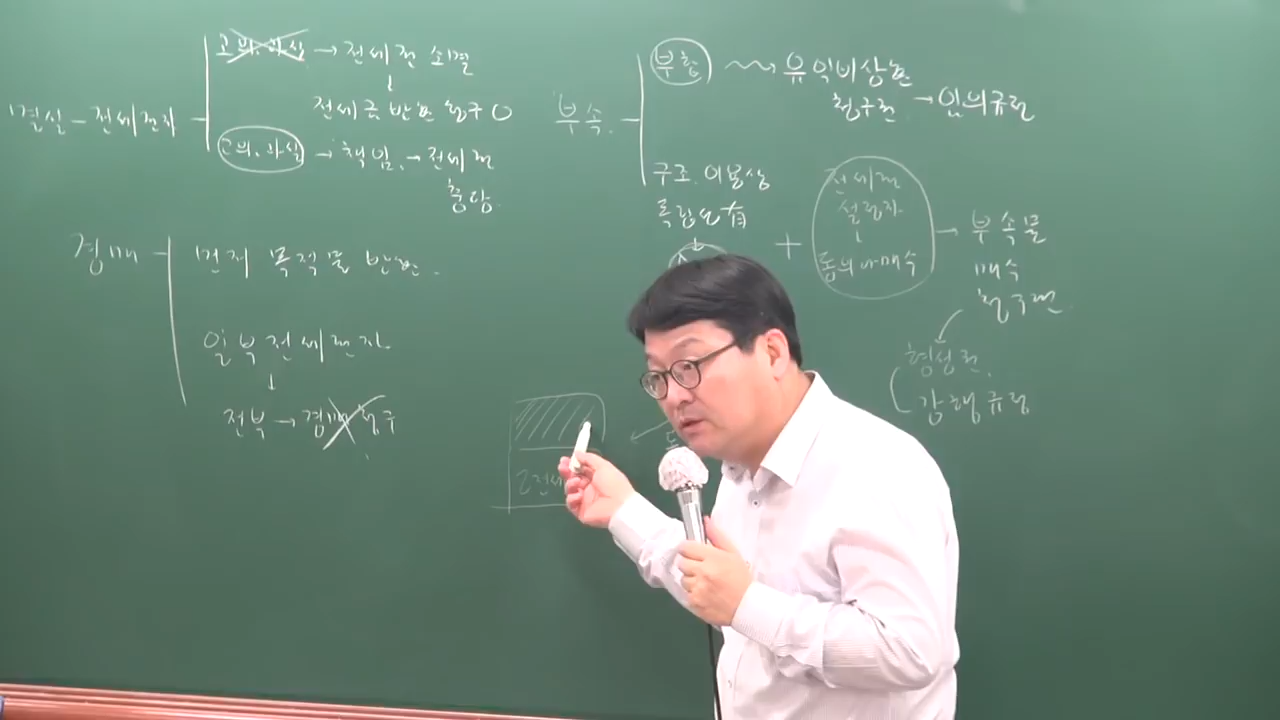 멸실 - 전세권자
고의.과실 → 전세권 소멸
↓
전세금 반환 청구 O
고의.과실 → 책임. → 전세권
충당.
경매
먼저 목적물 반환.
일부 전세권자
↓
전부 → 경매 청구
부속.
부합 유익비상환
청구권 → 임의규정
구조.이용상
독립성 有
↓
+
전세권
설정자
↓
동의 or 매수
→ 부속물
매수
청구권.
형성권.
강행규정
2전세